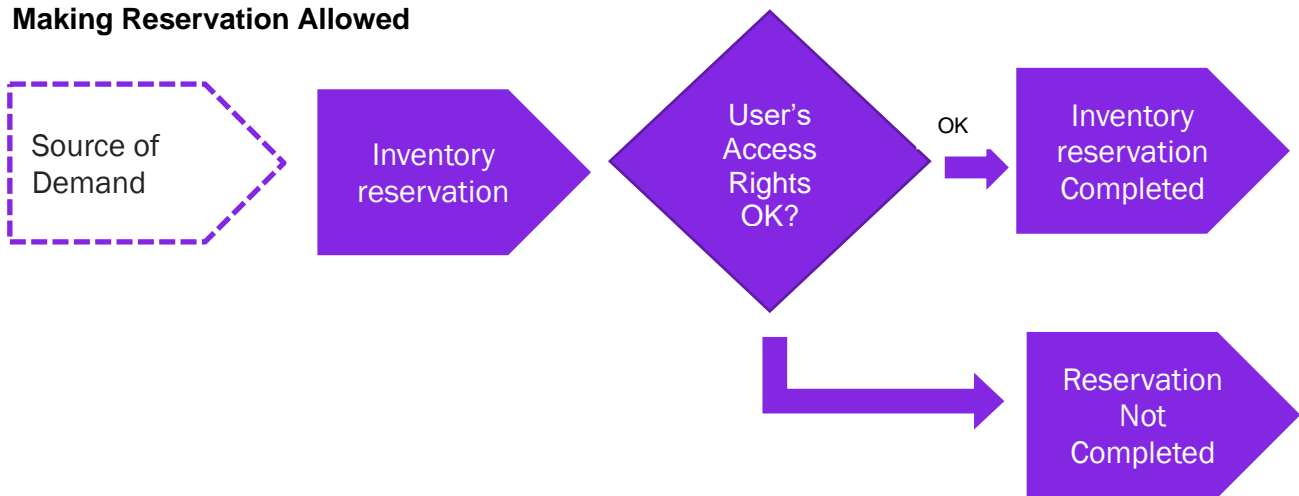 Making Reservation Allowed
Source of
Demand
Inventory
reservation
User's
Access
Rights
OK?
OK
Inventory
reservation
Completed
Reservation
Not
Completed